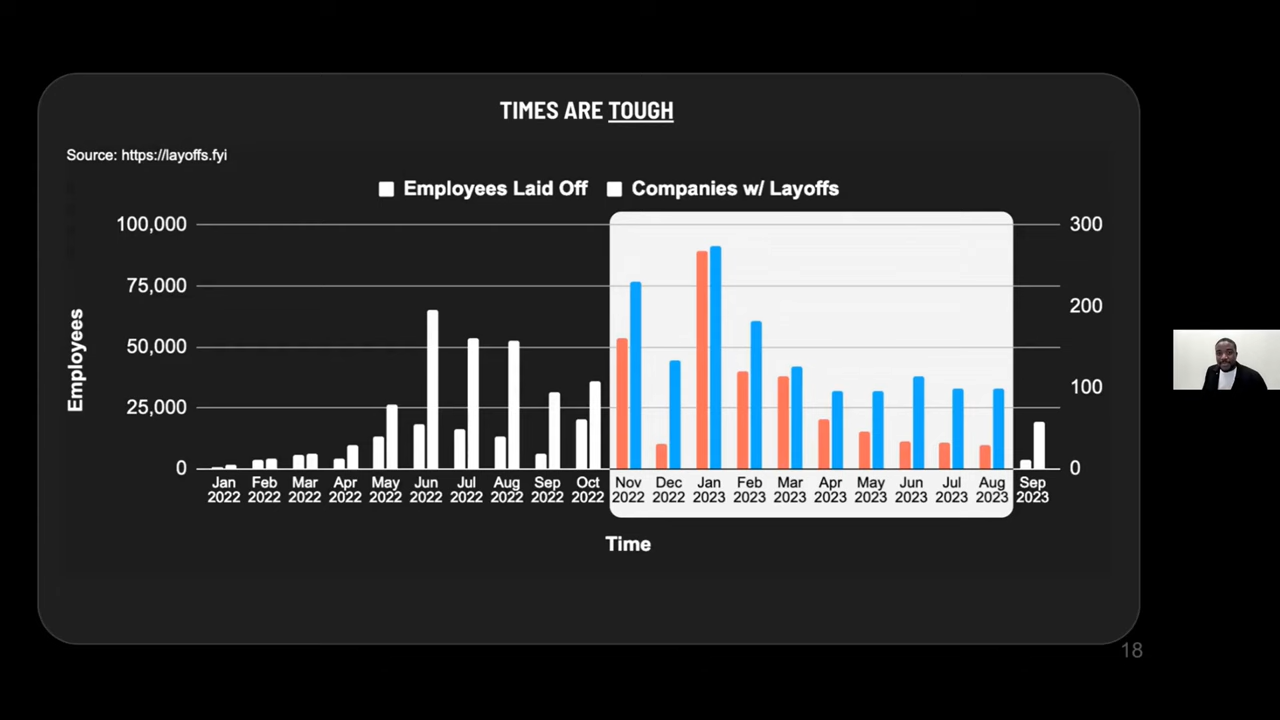 TIMES ARE TOUGH
Source: https://layoffs.fyi
Employees Laid Off
Companies w/ Layoffs
100,000
75,000
50,000
25,000
0
300
200
100
0
Employees
Jan 2022
Feb 2022
Mar 2022
Apr 2022
May 2022
Jun 2022
Jul 2022
Aug 2022
Sep 2022
Oct 2022
Nov 2022
Dec 2022
Jan 2023
Feb 2023
Mar 2023
Apr 2023
May 2023
Jun 2023
Jul 2023
Aug 2023
Sep 2023
Time
18